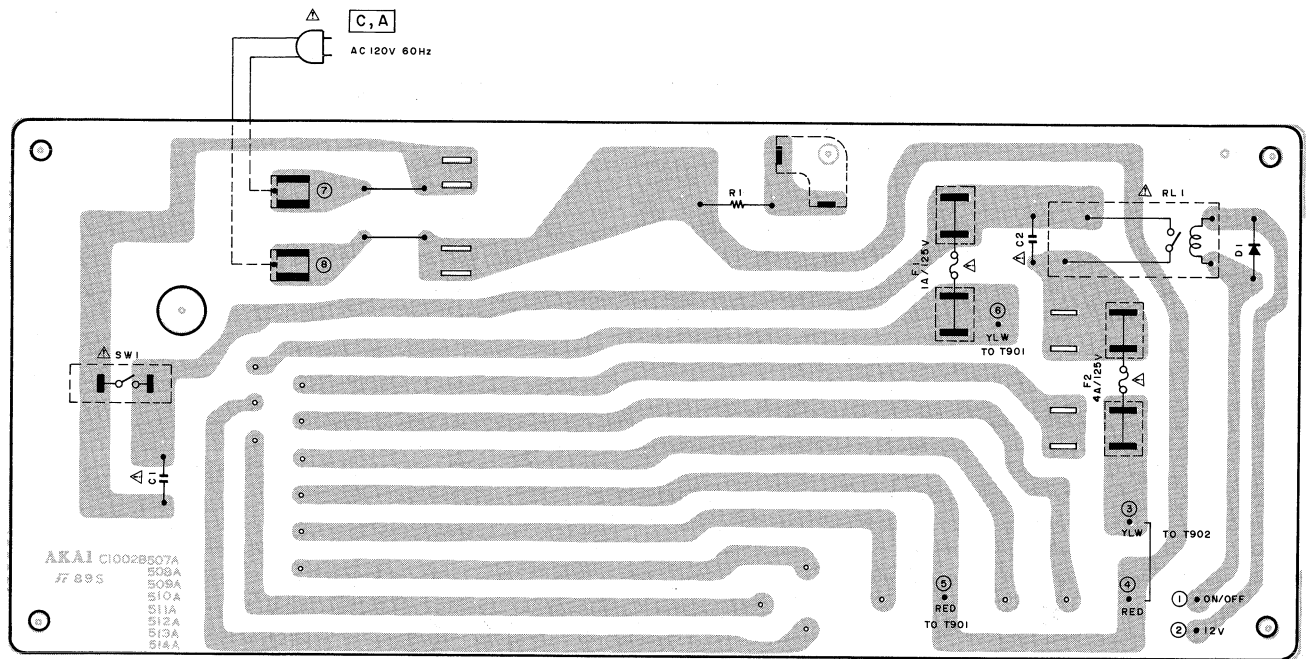 C, A
AC 120V 60Hz
7
8
R1
F1
1A/125V
C2
RL1
D1
6
YLW
TO T901
SW1
F2
4A/125V
C1
3
YLW
TO T902
AKAI C1002B507A
508A
509A
510A
511A
512A
513A
514A
89S
5
RED
TO T901
4
RED
1 ON/OFF
2 12V